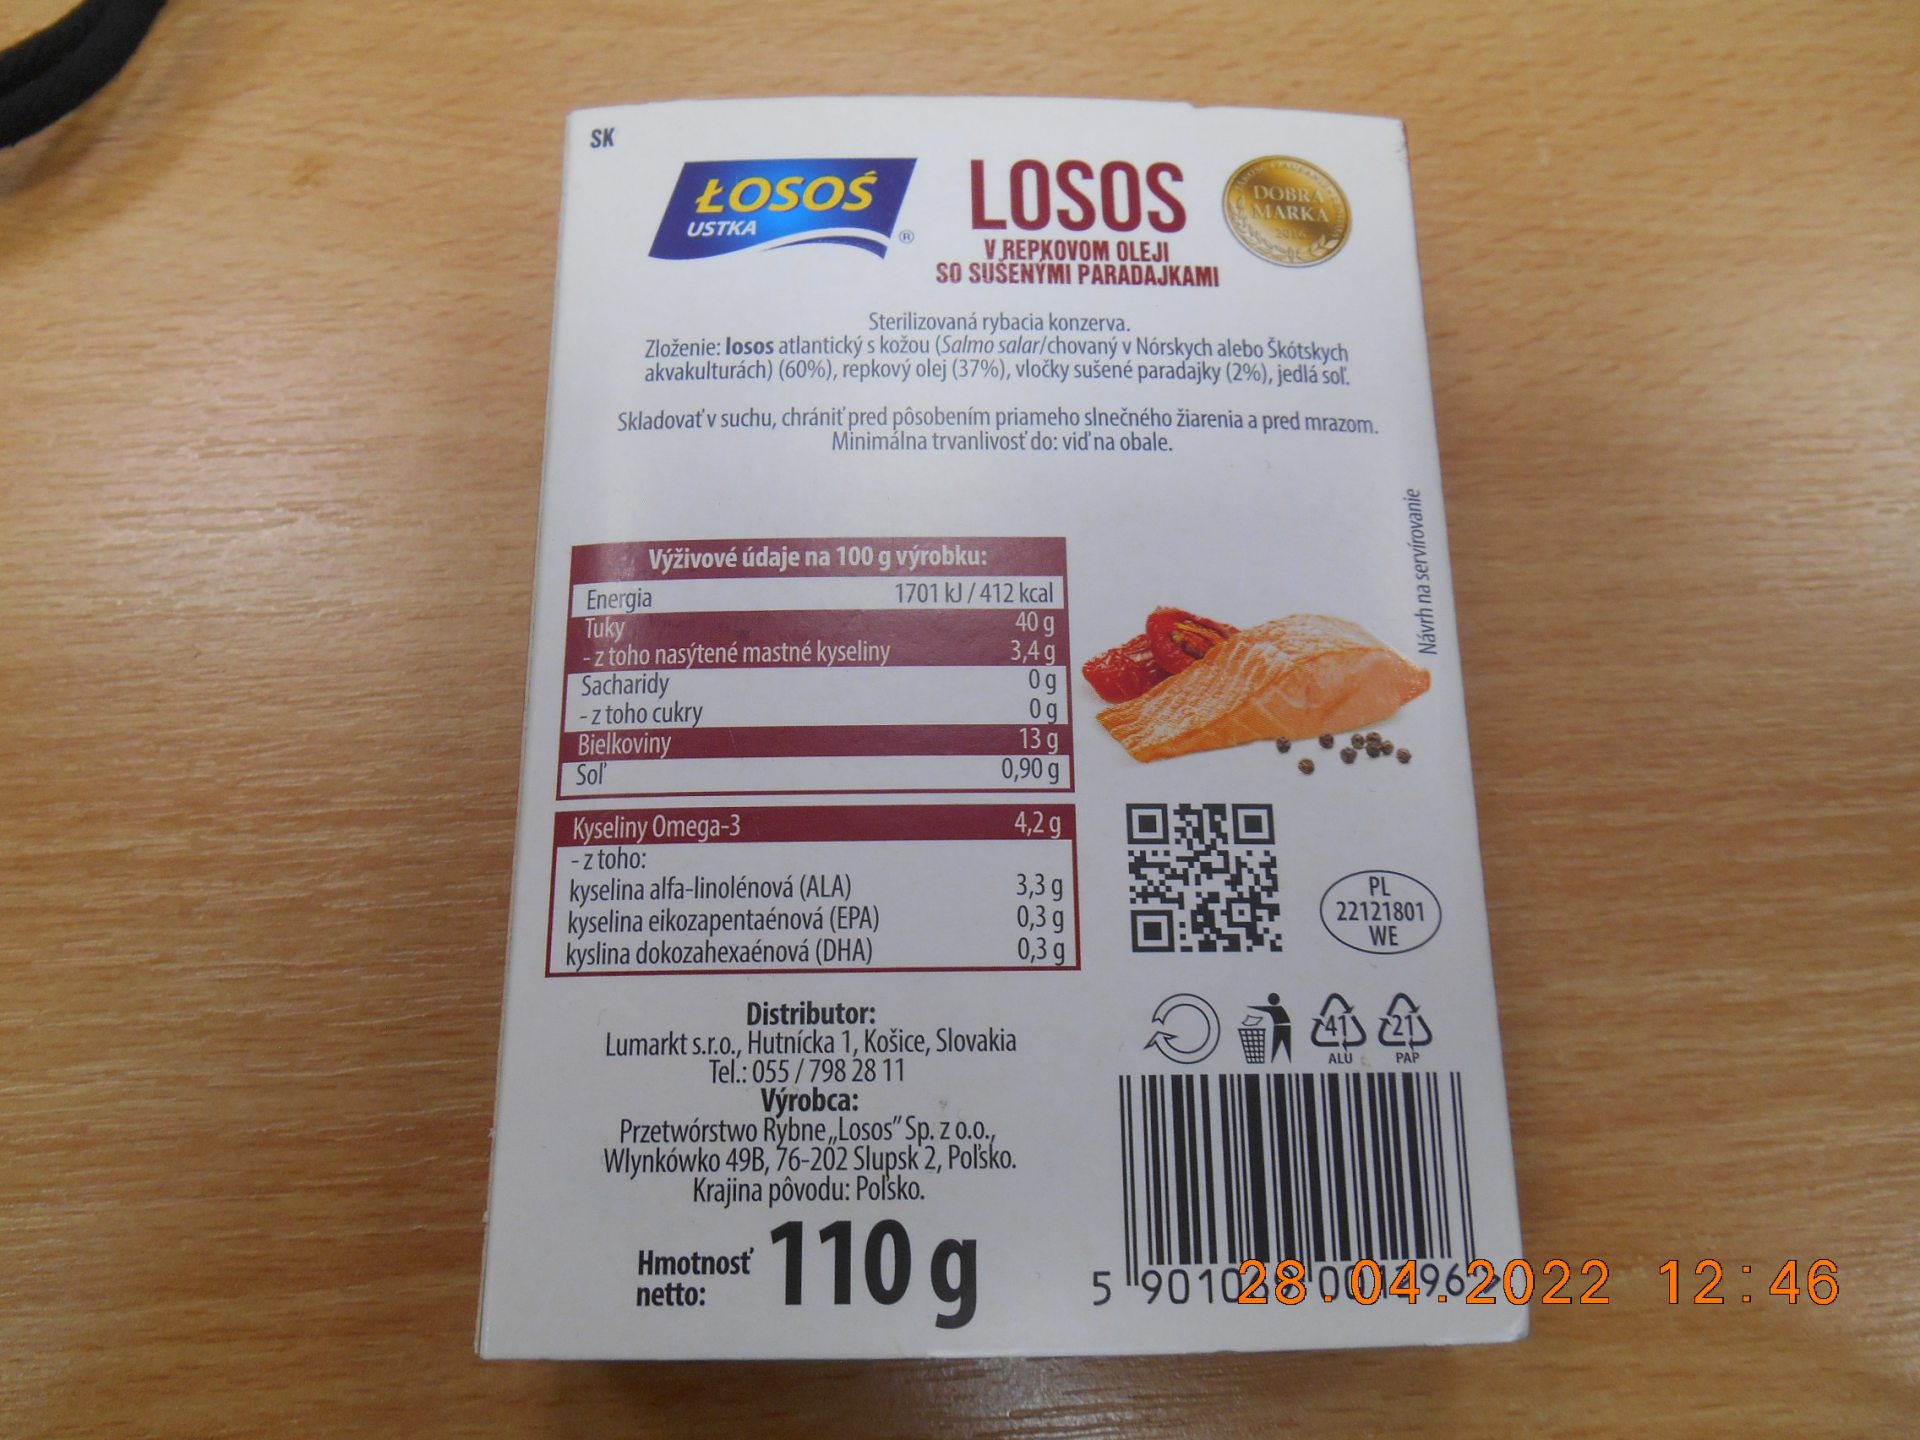 SK
ŁOSOŚ
USTKA
®
LOSOS
V REPKOVOM OLEJI
SO SUŠENÝMI PARADAJKAMI
DOBRA
MARKA
Sterilizovaná rybacia konzerva.
Zloženie: losos atlantický s kožou (Salmo salar/chovaný v Nórskych alebo Škótskych
akvakulturách) (60%), repkový olej (37%), vločky sušené paradajky (2%), jedlá soľ.
Skladovať v suchu, chrániť pred pôsobením priameho slnečného žiarenia a pred mrazom.
Minimálna trvanlivosť do: viď na obale.
Návrh na servírovanie
Výživové údaje na 100 g výrobku:
Energia 1701 kJ / 412 kcal
Tuky 40 g
- z toho nasýtené mastné kyseliny 3,4 g
Sacharidy 0 g
- z toho cukry 0 g
Bielkoviny 13 g
Soľ 0,90 g
Kyseliny Omega-3 4,2 g
- z toho:
kyselina alfa-linolénová (ALA) 3,3 g
kyselina eikozapentaénová (EPA) 0,3 g
kyslina dokozahexaénová (DHA) 0,3 g
PL
22121801
WE
41
ALU
21
PAP
Distributor:
Lumarkt s.r.o., Hutnícka 1, Košice, Slovakia
Tel.: 055 / 798 28 11
Výrobca:
Przetwórstwo Rybne „Losos" Sp. z o.o.,
Wlynkówko 49B, 76-202 Slupsk 2, Poľsko.
Krajina pôvodu: Poľsko.
Hmotnosť
netto:
110 g
28.04.2022 12:46